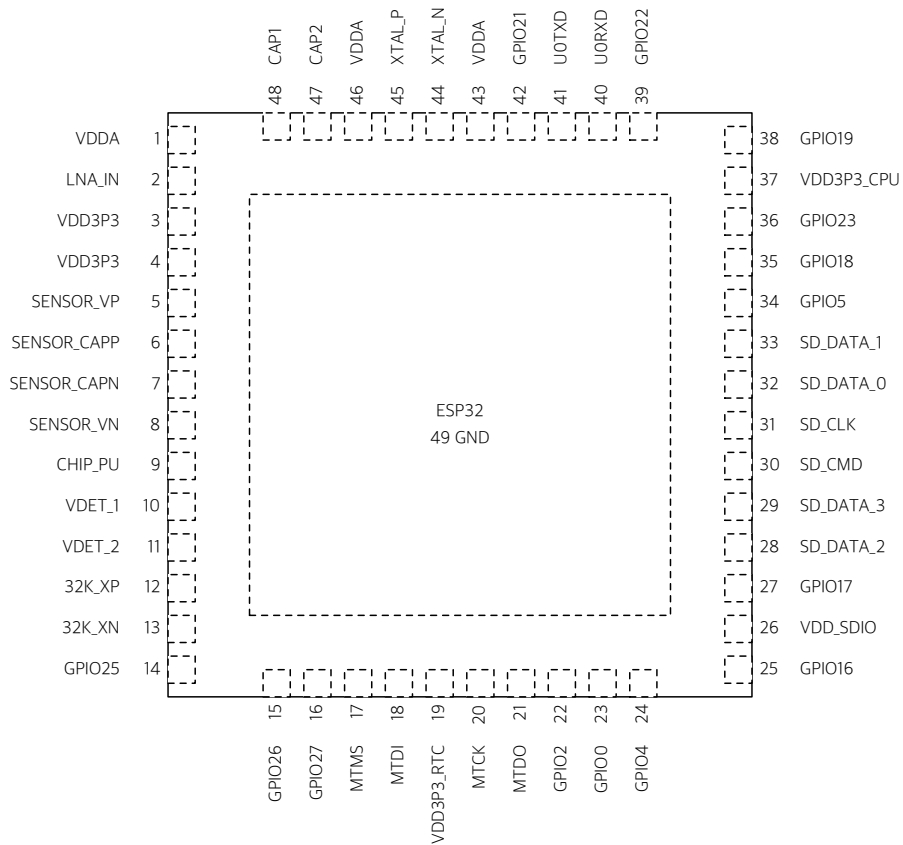 CAP1
CAP2
VDDA
XTAL_P
XTAL_N
VDDA
GPIO21
U0TXD
U0RXD
GPIO22
48
47
46
45
44
43
42
41
40
39
VDDA 1
LNA_IN 2
VDD3P3 3
VDD3P3 4
SENSOR_VP 5
SENSOR_CAPP 6
SENSOR_CAPN 7
SENSOR_VN 8
CHIP_PU 9
VDET_1 10
VDET_2 11
32K_XP 12
32K_XN 13
GPIO25 14
ESP32
49 GND
38 GPIO19
37 VDD3P3_CPU
36 GPIO23
35 GPIO18
34 GPIO5
33 SD_DATA_1
32 SD_DATA_0
31 SD_CLK
30 SD_CMD
29 SD_DATA_3
28 SD_DATA_2
27 GPIO17
26 VDD_SDIO
25 GPIO16
15
16
17
18
19
20
21
22
23
24
GPIO26
GPIO27
MTMS
MTDI
VDD3P3_RTC
MTCK
MTDO
GPIO2
GPIO0
GPIO4